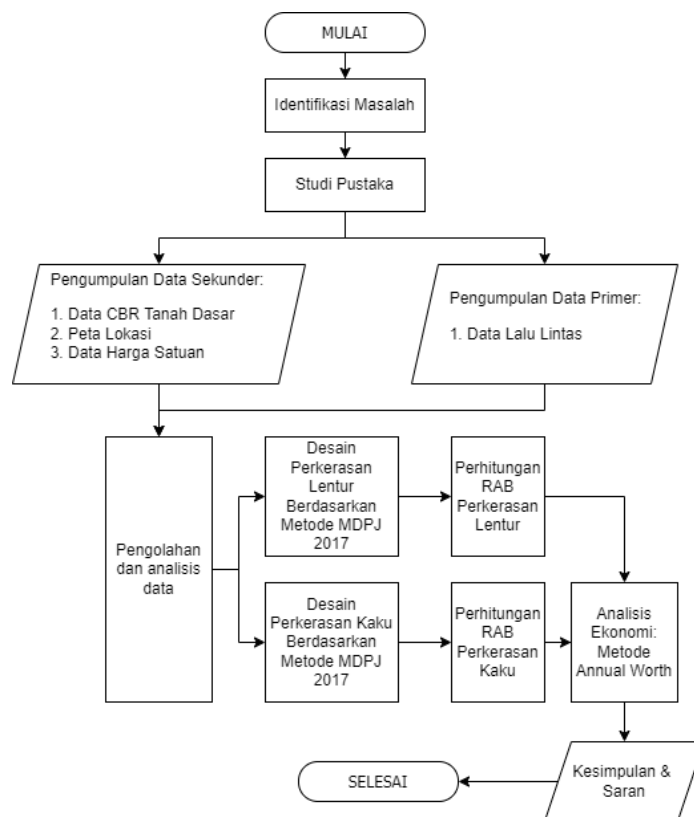 MULAI
Identifikasi Masalah
Studi Pustaka
Pengumpulan Data Sekunder:
1. Data CBR Tanah Dasar
2. Peta Lokasi
3. Data Harga Satuan
Pengumpulan Data Primer:
1. Data Lalu Lintas
Pengolahan
dan analisis
data
Desain
Perkerasan
Lentur
Berdasarkan
Metode MDPJ
2017
Perhitungan
RAB
Perkerasan
Lentur
Desain
Perkerasan Kaku
Berdasarkan
Metode MDPJ
2017
Perhitungan
RAB
Perkerasan
Kaku
Analisis
Ekonomi:
Metode
Annual Worth
Kesimpulan &
Saran
SELESAI